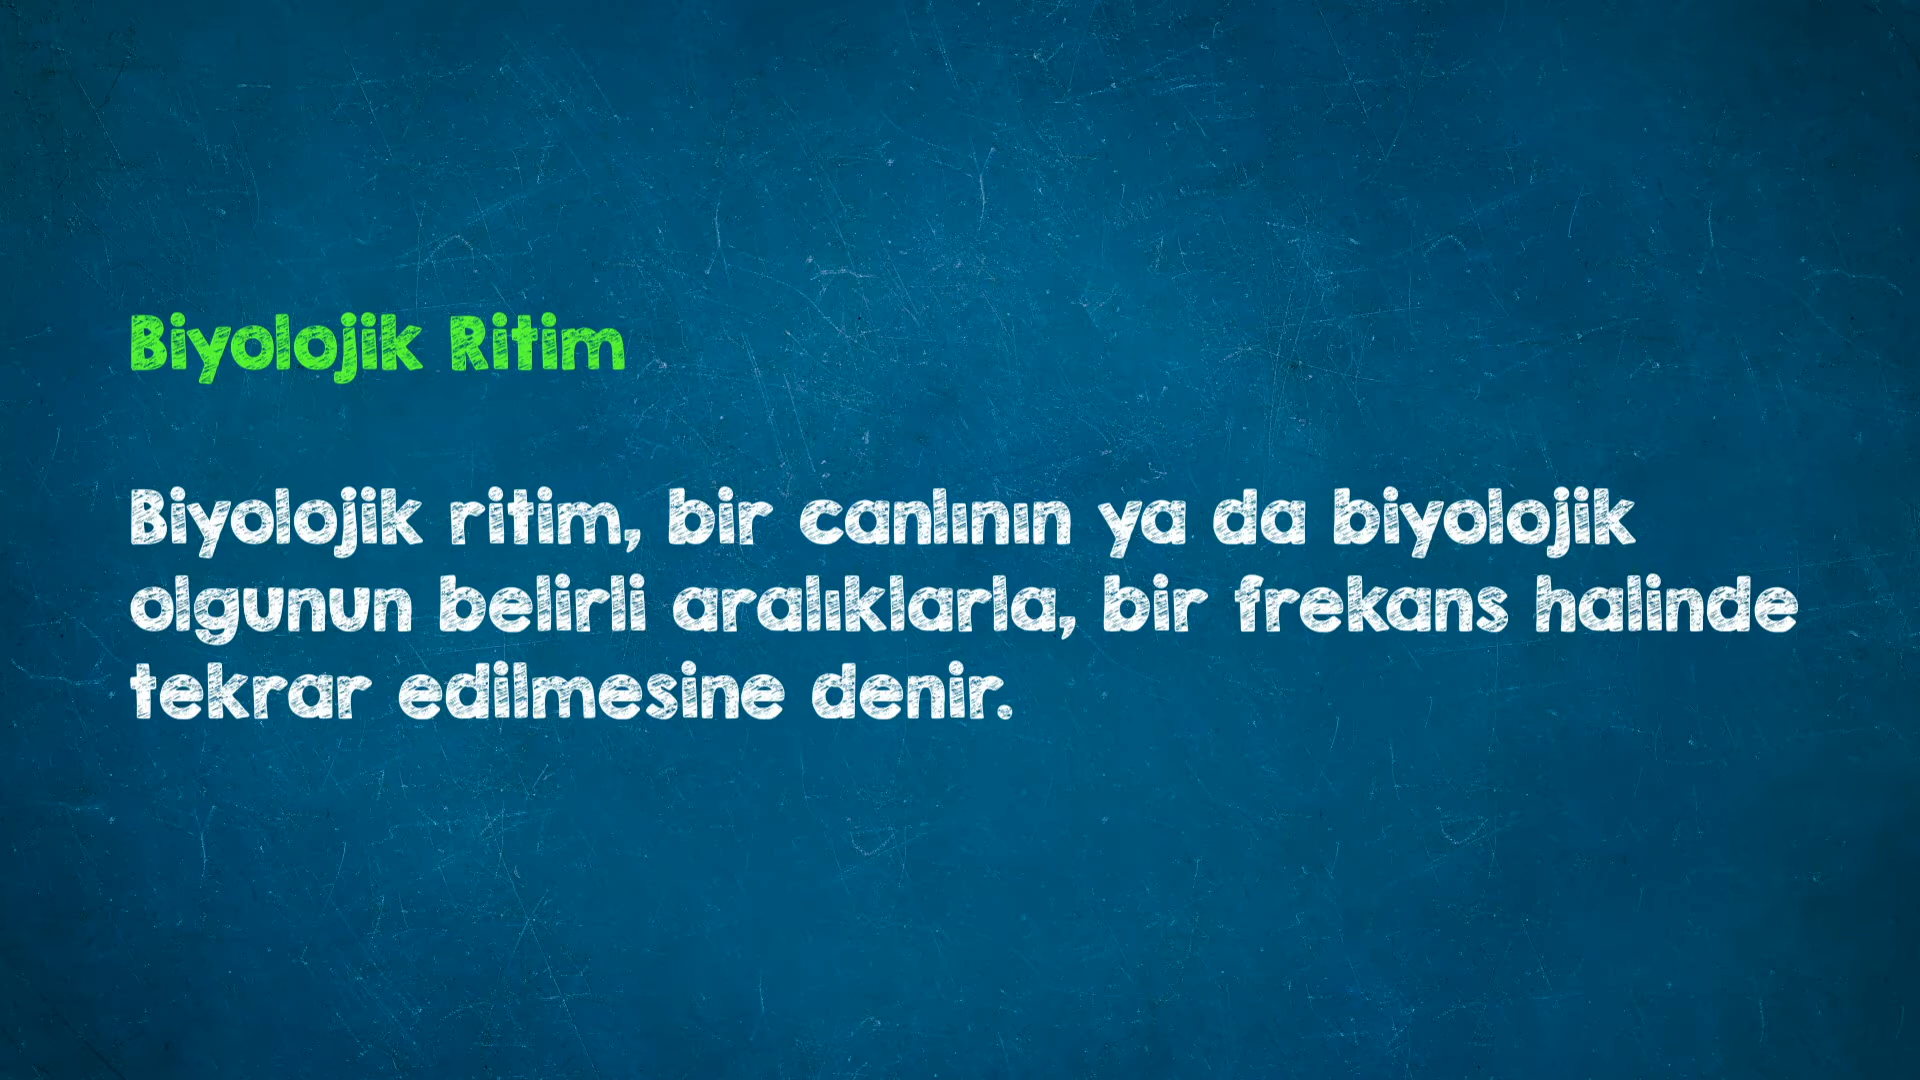 Biyolojik Ritim
Biyolojik ritim, bir canlının ya da biyolojik
olgunun belirli aralıklarla, bir frekans halinde
tekrar edilmesine denir.